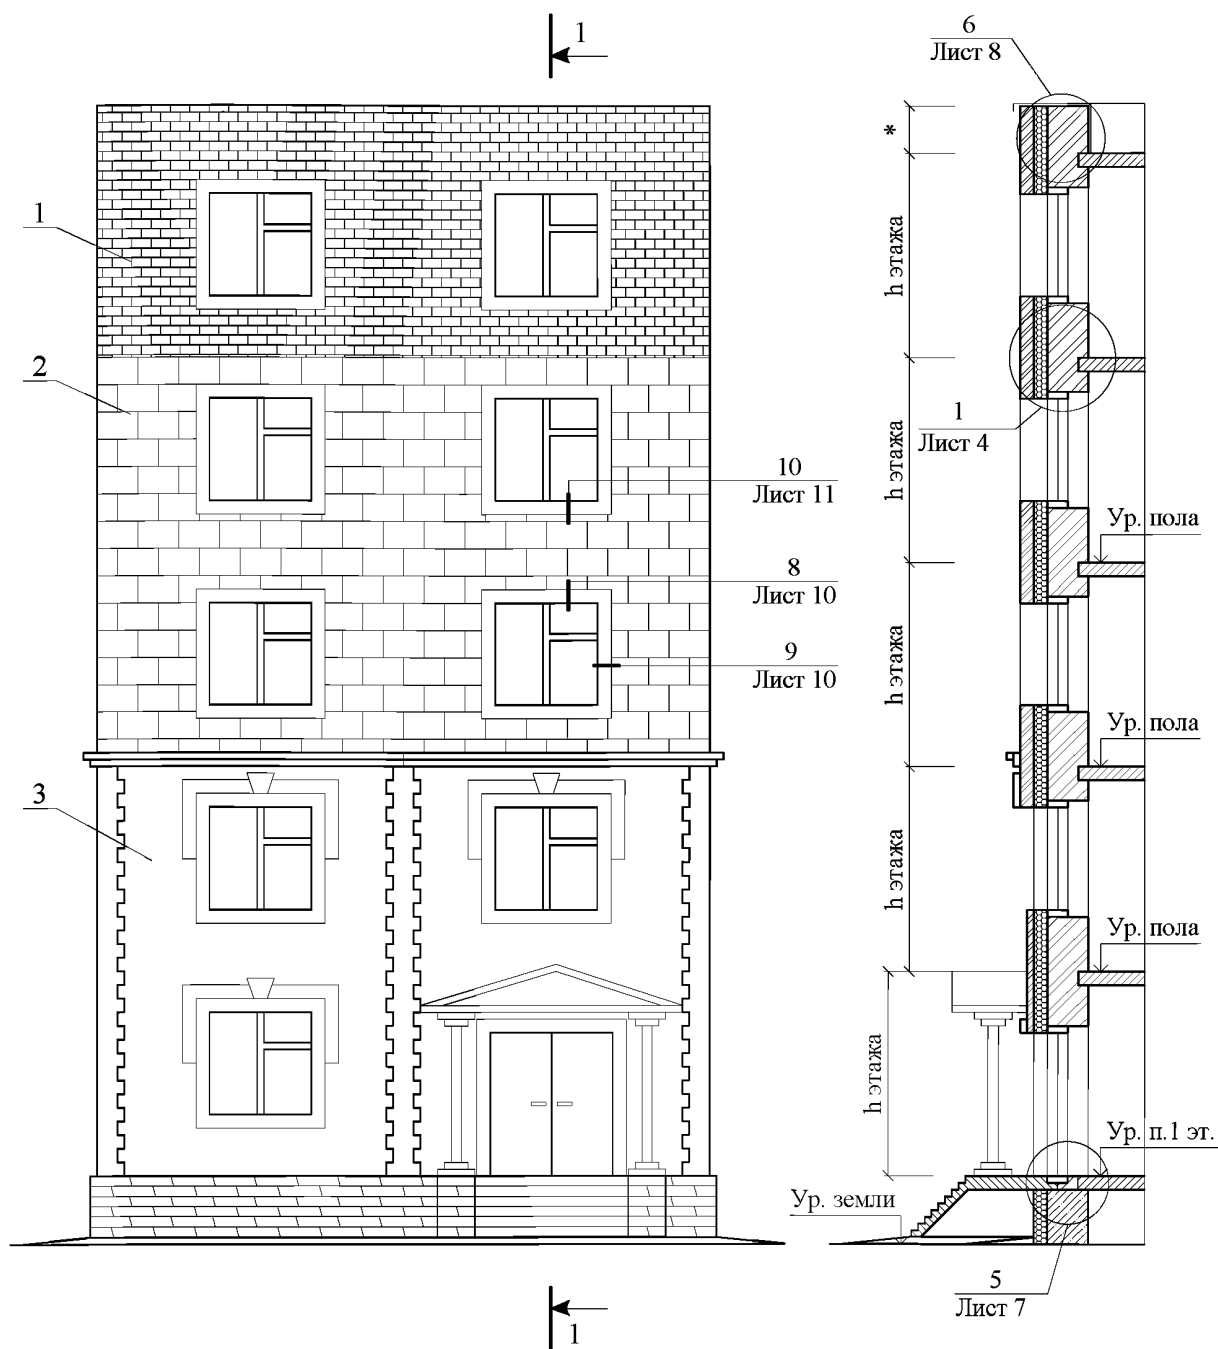 1
6
Лист 8
*
h этажа
1
2
1
Лист 4
h этажа
10
Лист 11
Ур. пола
8
Лист 10
9
Лист 10
h этажа
Ур. пола
3
h этажа
Ур. пола
h этажа
Ур. п.1 эт.
Ур. земли
5
Лист 7
1